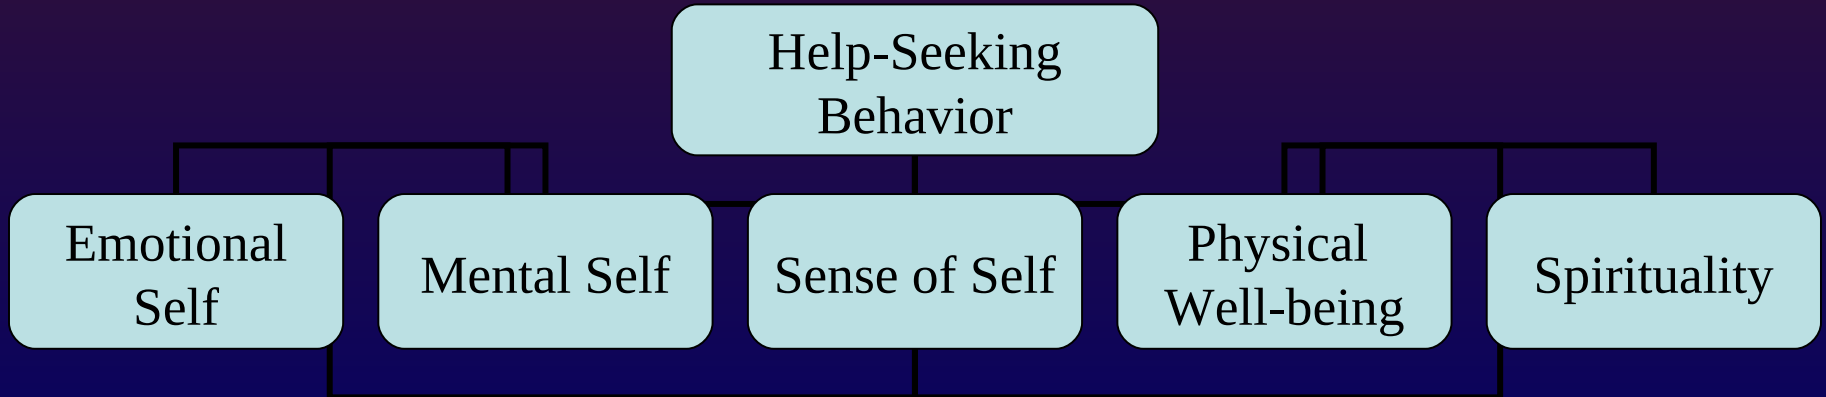 Help-Seeking
Behavior
Emotional
Self
Mental Self
Sense of Self
Physical
Well-being
Spirituality